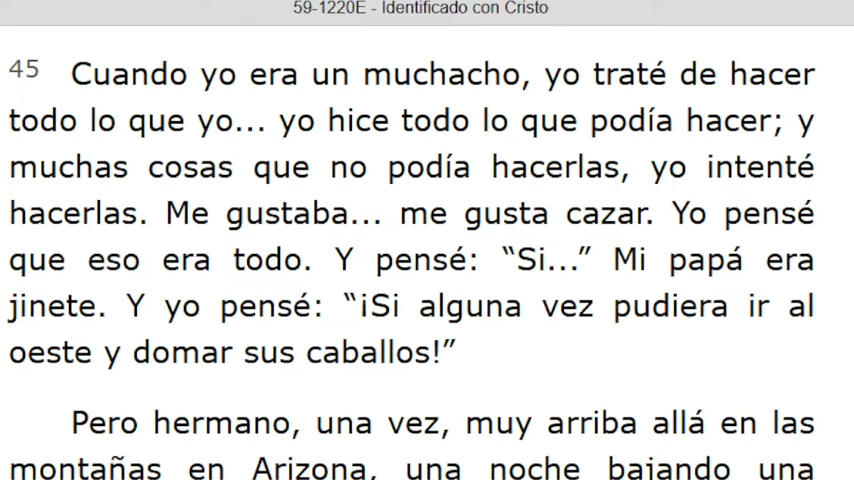 59-1220E - Identificado con Cristo
45 Cuando yo era un muchacho, yo traté de hacer
todo lo que yo... yo hice todo lo que podía hacer; y
muchas cosas que no podía hacerlas, yo intenté
hacerlas. Me gustaba... me gusta cazar. Yo pensé
que eso era todo. Y pensé: “Si...” Mi papá era
jinete. Y yo pensé: “¡Si alguna vez pudiera ir al
oeste y domar sus caballos!”
Pero hermano, una vez, muy arriba allá en las
montañas en Arizona, una noche bajando una